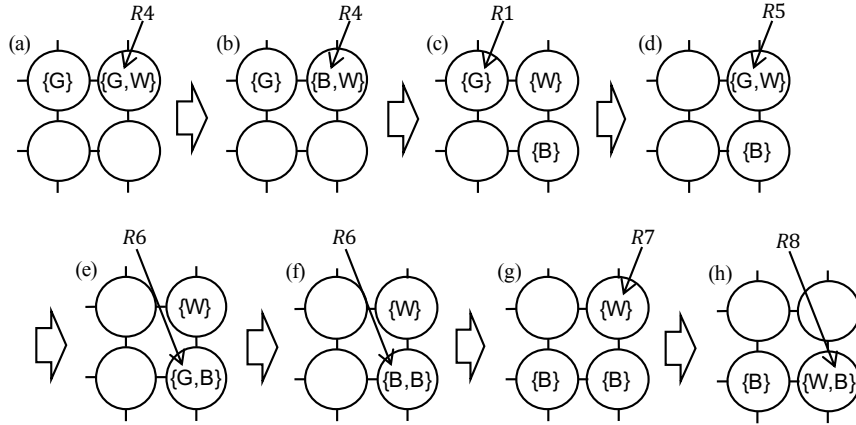 R4 R4 R1 R5
(a) (b) (c) (d)
{G} {G,W} {G} {B,W} {G} {W} {G,W}
{B} {B}
R6 R6 R7 R8
(e) (f) (g) (h)
{W} {W} {W}
{G,B} {B,B} {B} {B} {B} {W,B}